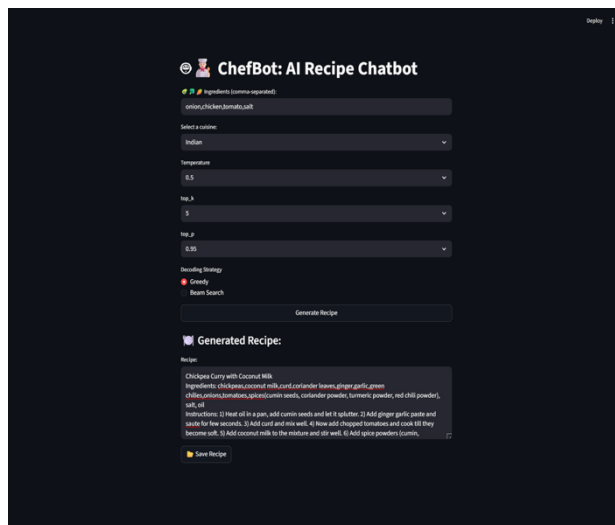 Deploy
ChefBot: AI Recipe Chatbot
Ingredients (comma-separated):
onion,chicken,tomato,salt
Select a cuisine:
Indian
Temperature
0.5
top_k
5
top_p
0.95
Decoding Strategy
Greedy
Beam Search
Generate Recipe
Generated Recipe:
Recipe:
Chickpea Curry with Coconut Milk
Ingredients: chickpeas,coconut milk,curd,coriander leaves,ginger,garlic,green
chilies,onions,tomatoes,spices(cumin seeds, coriander powder, turmeric powder, red chili powder),
salt, oil
Instructions: 1) Heat oil in a pan, add cumin seeds and let it splutter. 2) Add ginger garlic paste and
saute for few seconds. 3) Add curd and mix well. 4) Now add chopped tomatoes and cook till they
become soft. 5) Add coconut milk to the mixture and stir well. 6) Add spice powders (cumin,
Save Recipe